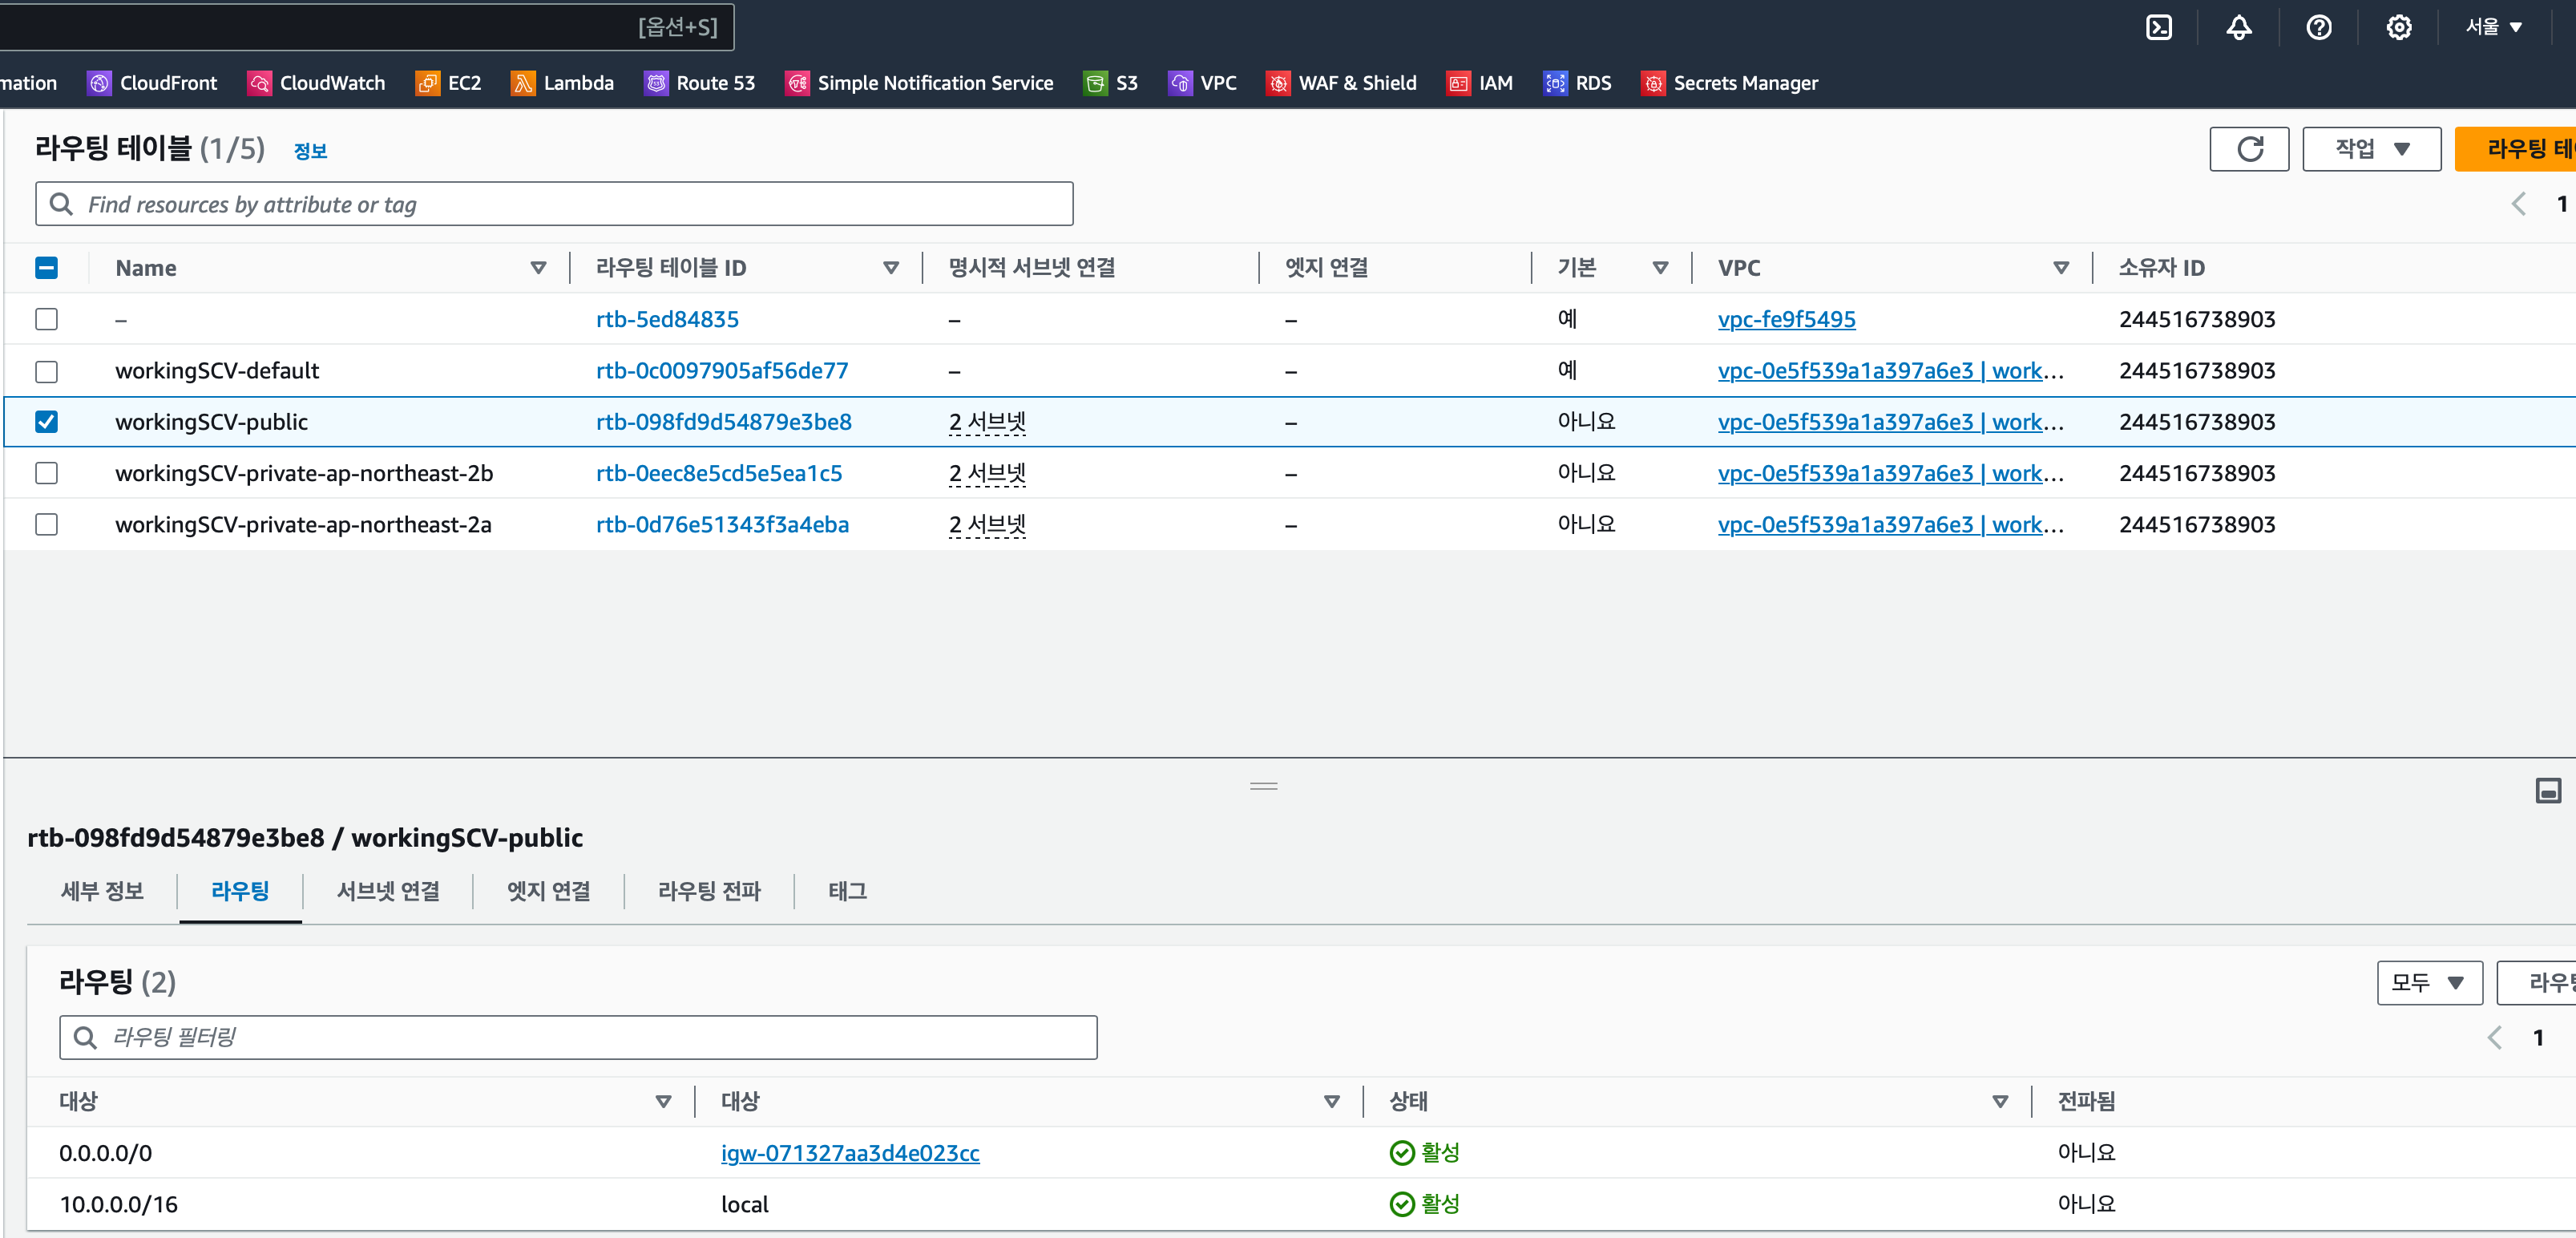 [옵션+S]
서울
mation CloudFront CloudWatch EC2 Lambda Route 53 Simple Notification Service S3 VPC WAF & Shield IAM RDS Secrets Manager
라우팅 테이블 (1/5) 정보
작업
라우팅 테
Find resources by attribute or tag
1
Name 라우팅 테이블 ID 명시적 서브넷 연결 엣지 연결 기본 VPC 소유자 ID
– rtb-5ed84835 – – 예 vpc-fe9f5495 244516738903
workingSCV-default rtb-0c0097905af56de77 – – 예 vpc-0e5f539a1a397a6e3 | work... 244516738903
workingSCV-public rtb-098fd9d54879e3be8 2 서브넷 – 아니요 vpc-0e5f539a1a397a6e3 | work... 244516738903
workingSCV-private-ap-northeast-2b rtb-0eec8e5cd5e5ea1c5 2 서브넷 – 아니요 vpc-0e5f539a1a397a6e3 | work... 244516738903
workingSCV-private-ap-northeast-2a rtb-0d76e51343f3a4eba 2 서브넷 – 아니요 vpc-0e5f539a1a397a6e3 | work... 244516738903
rtb-098fd9d54879e3be8 / workingSCV-public
세부 정보 라우팅 서브넷 연결 엣지 연결 라우팅 전파 태그
라우팅 (2)
모두
라우팅
라우팅 필터링
1
대상 대상 상태 전파됨
0.0.0.0/0 igw-071327aa3d4e023cc 활성 아니요
10.0.0.0/16 local 활성 아니요